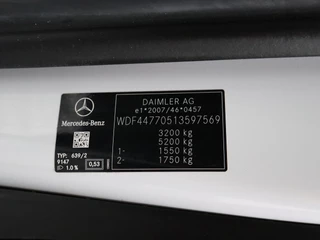 DAIMLER AG
e1*2007/46*0457
WDF44770513597569
3200 kg
5200 kg
1- 1550 kg
2- 1750 kg
Mercedes-Benz
TYP: 639/2
9147
1.0 %
0,53